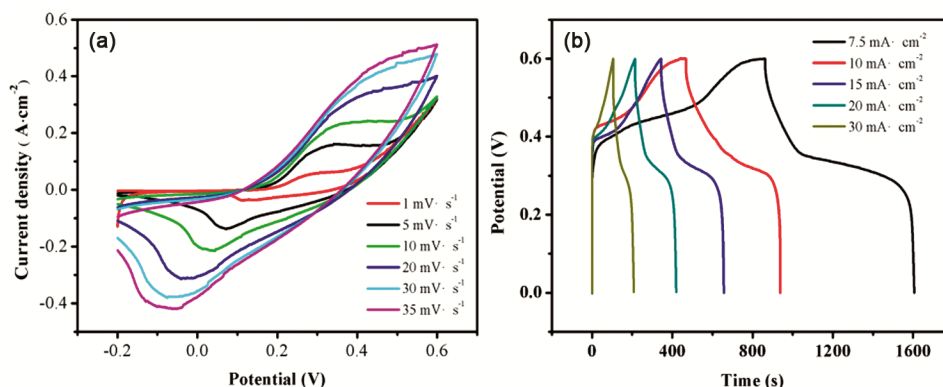 (a)
Current density ( A·cm⁻²)
0.4
0.2
0.0
-0.2
-0.4
-0.2
0.0
0.2
0.4
0.6
Potential (V)
1 mV· s⁻¹
5 mV· s⁻¹
10 mV· s⁻¹
20 mV· s⁻¹
30 mV· s⁻¹
35 mV· s⁻¹
(b)
Potential (V)
0.6
0.4
0.2
0.0
0
400
800
1200
1600
Time (s)
7.5 mA· cm⁻²
10 mA· cm⁻²
15 mA· cm⁻²
20 mA· cm⁻²
30 mA· cm⁻²